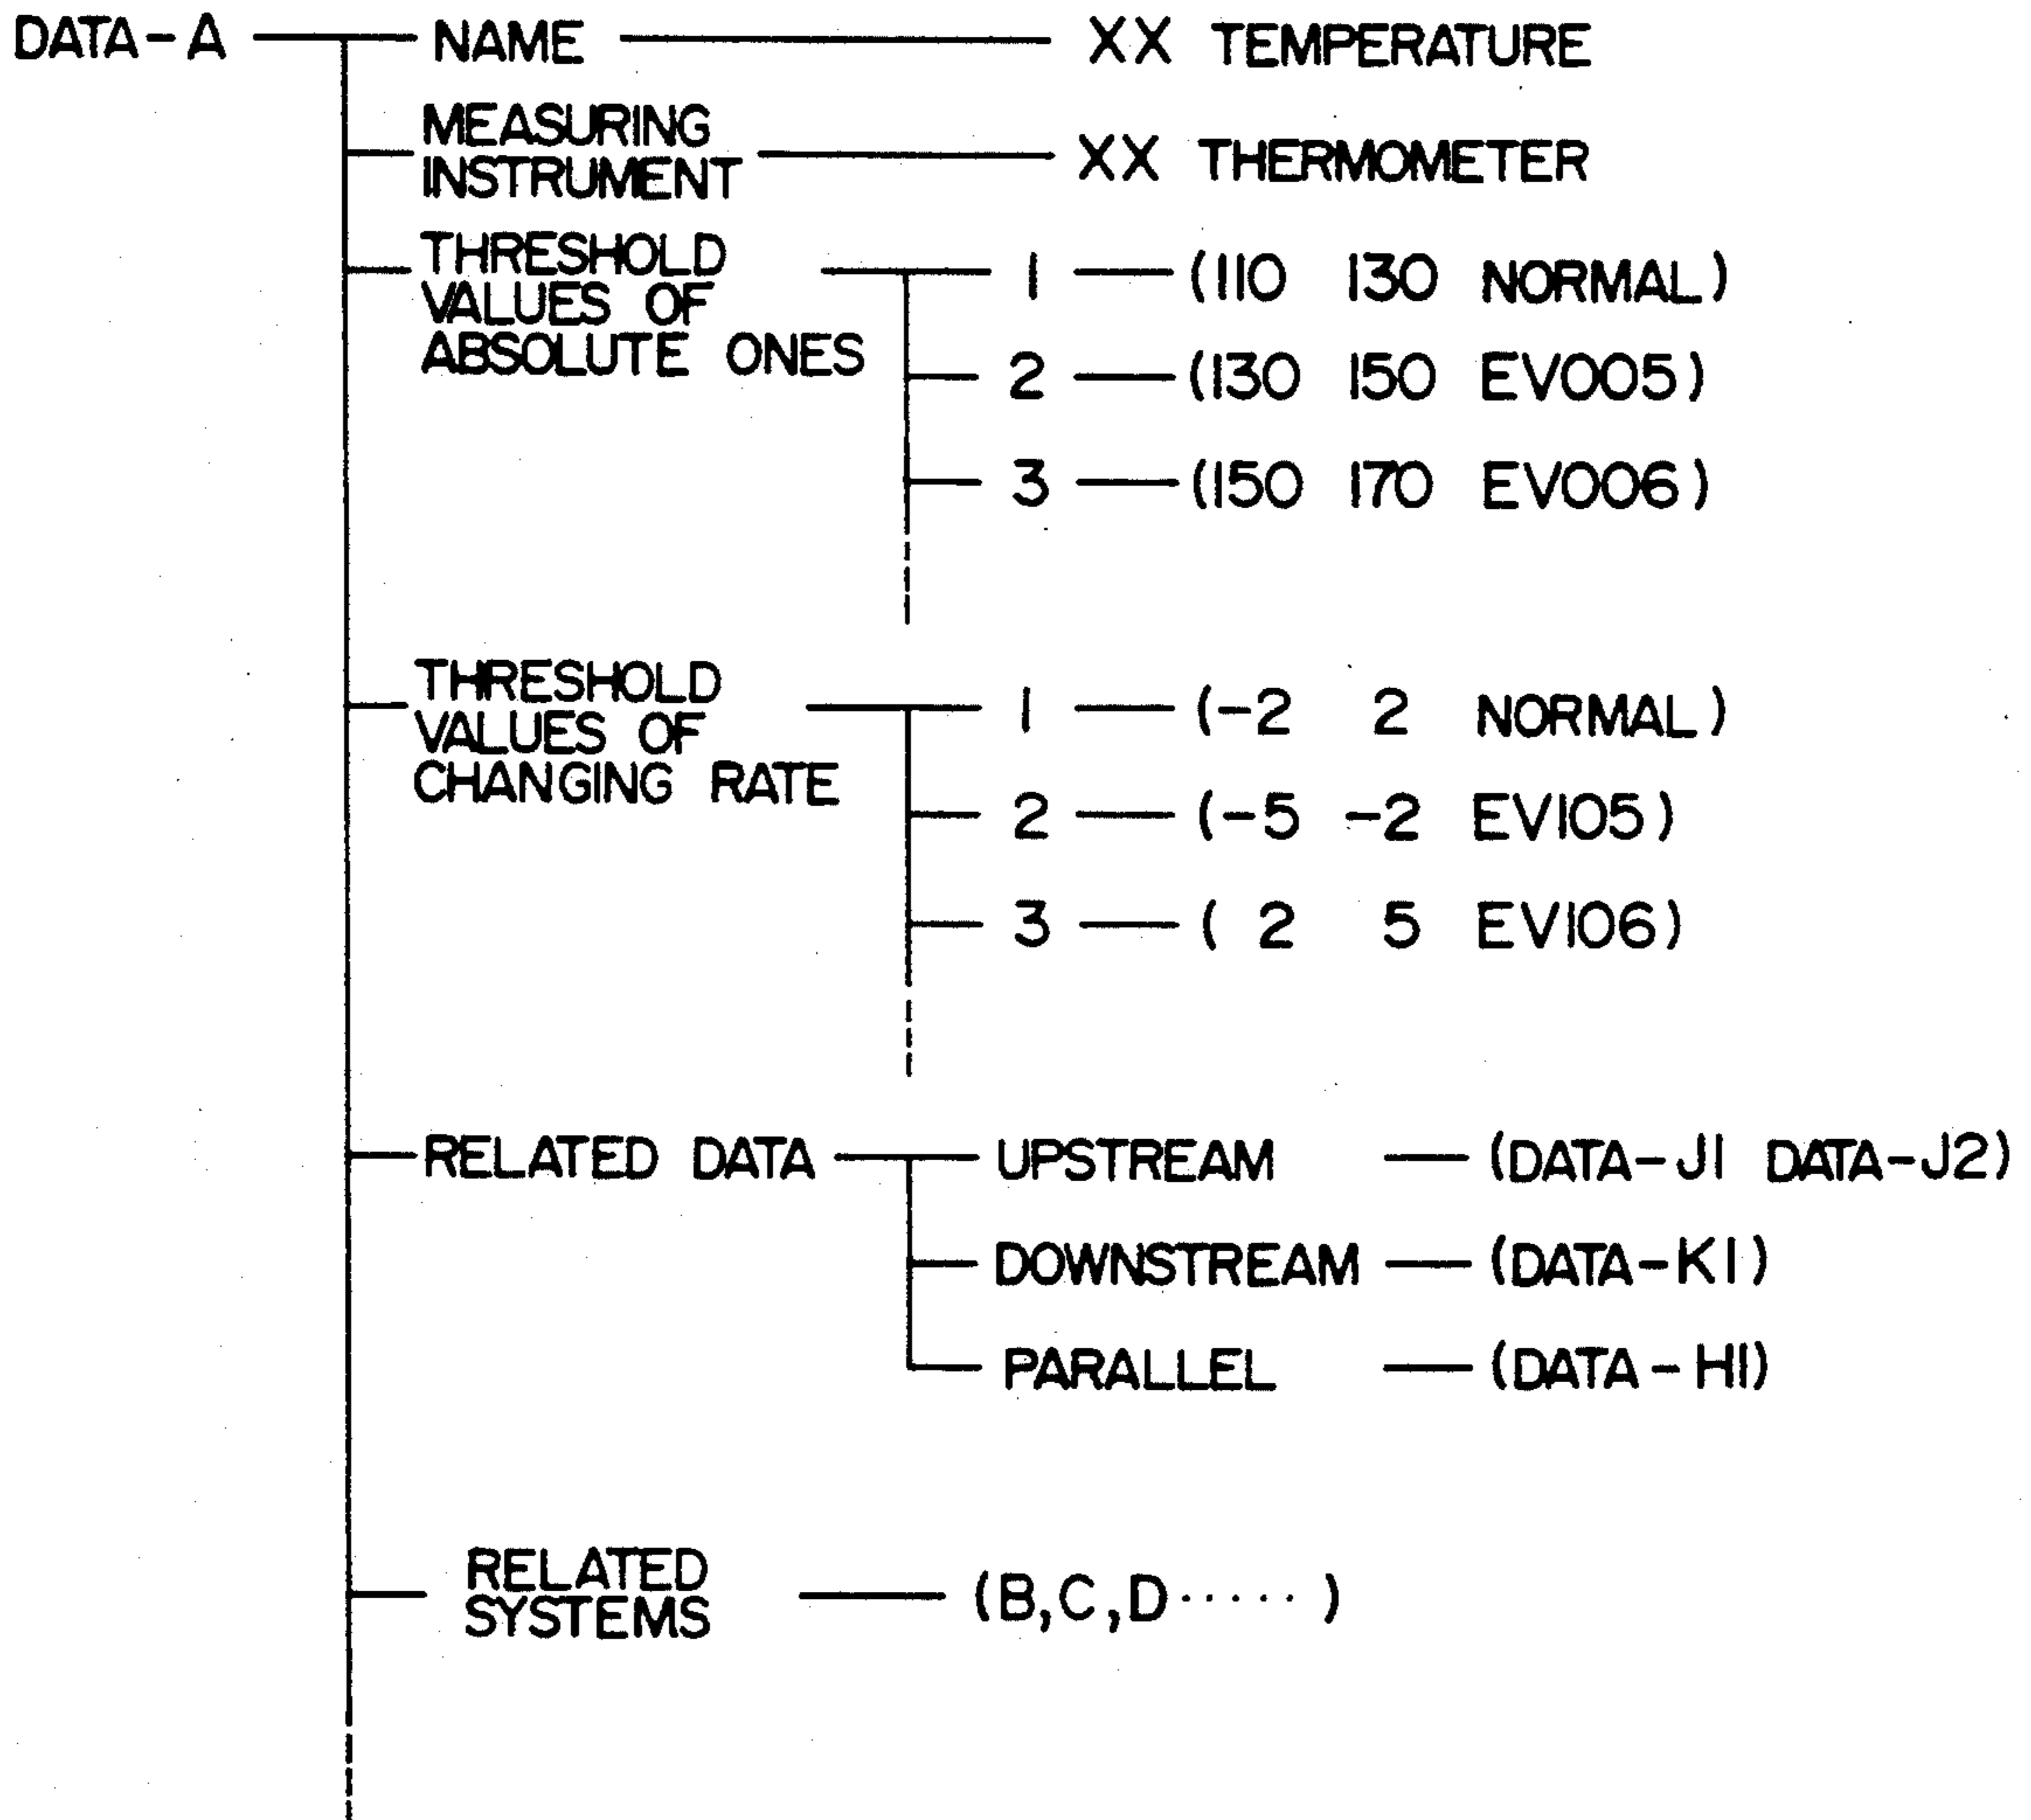 DATA-A NAME XX TEMPERATURE
MEASURING
INSTRUMENT XX THERMOMETER
THRESHOLD
VALUES OF
ABSOLUTE ONES
1 (110 130 NORMAL)
2 (130 150 EV005)
3 (150 170 EV006)
THRESHOLD
VALUES OF
CHANGING RATE
1 (-2 2 NORMAL)
2 (-5 -2 EV105)
3 ( 2 5 EV106)
RELATED DATA UPSTREAM (DATA-J1 DATA-J2)
DOWNSTREAM (DATA-K1)
PARALLEL (DATA-H1)
RELATED
SYSTEMS (B,C,D ····· )